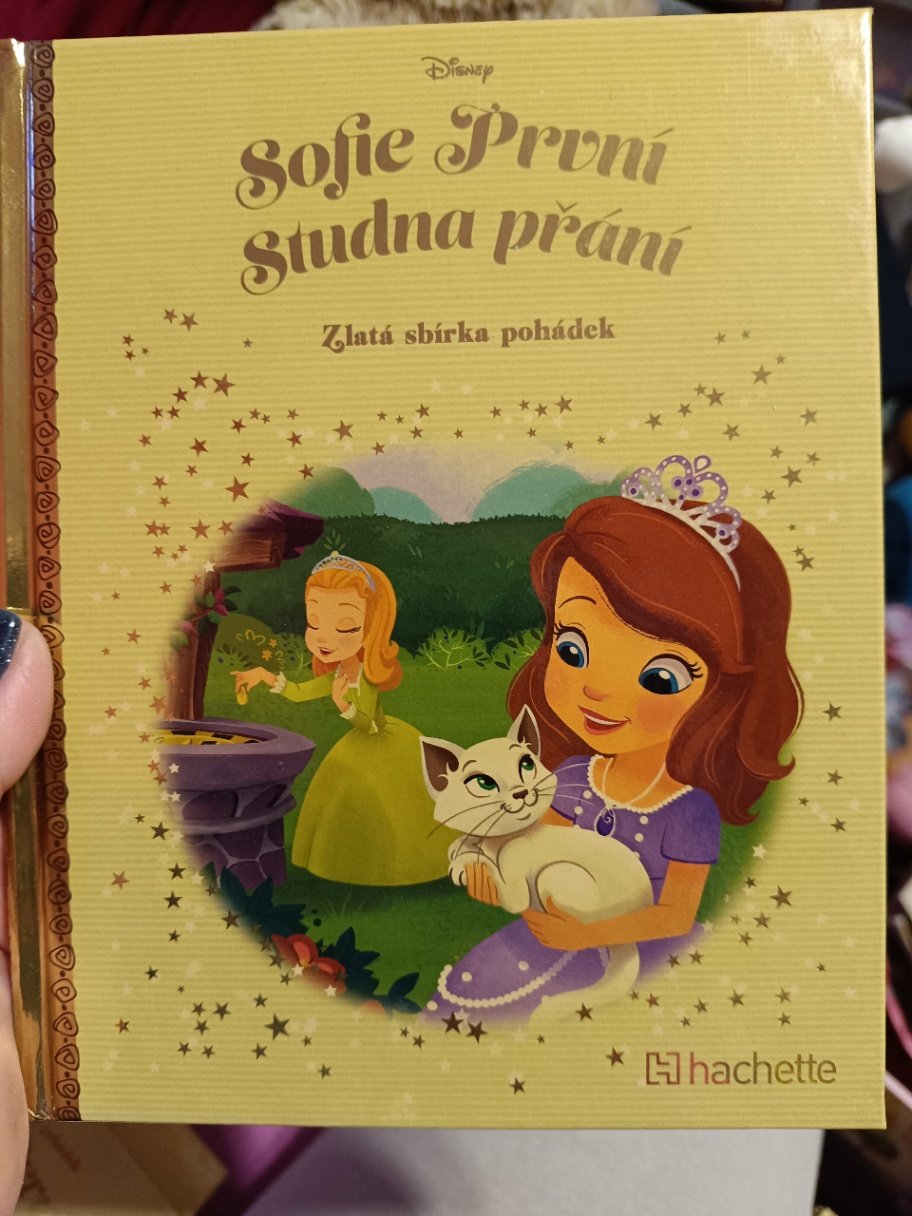 Disney
Sofie První
Studna přání
Zlatá sbírka pohádek
hachette